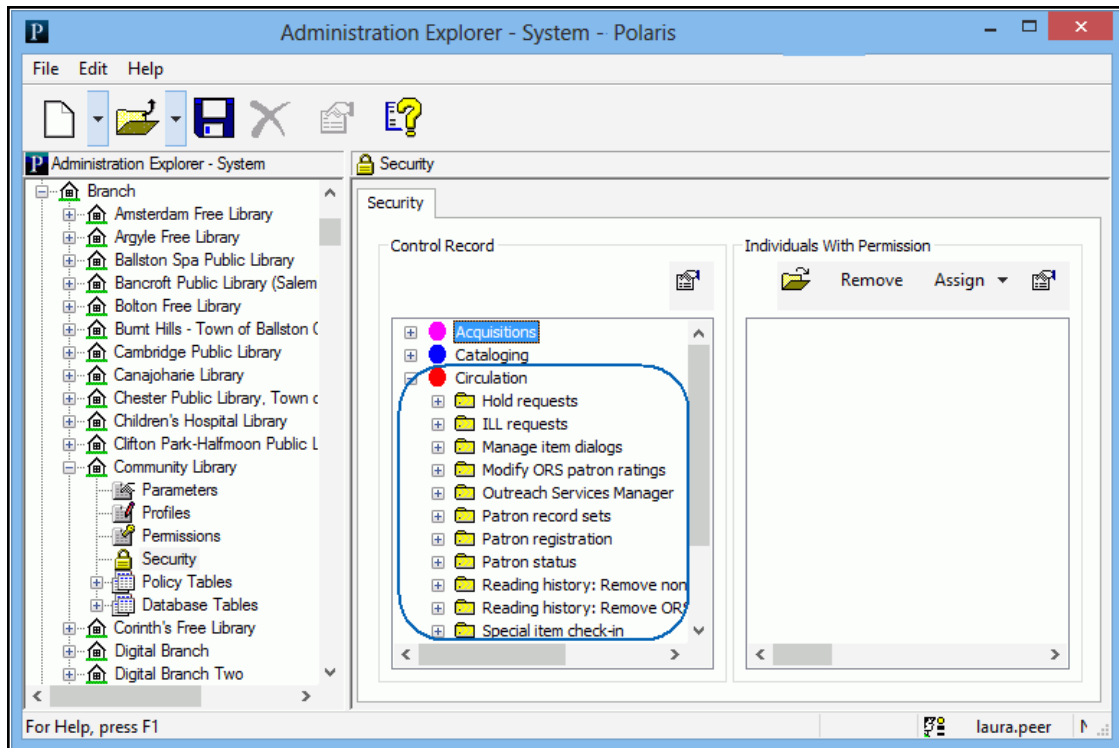 Administration Explorer - System - Polaris
File Edit Help
Administration Explorer - System
Branch
Amsterdam Free Library
Argyle Free Library
Ballston Spa Public Library
Bancroft Public Library (Salem
Bolton Free Library
Burnt Hills - Town of Ballston
Cambridge Public Library
Canajoharie Library
Chester Public Library, Town
Children's Hospital Library
Clifton Park-Halfmoon Public L
Community Library
Parameters
Profiles
Permissions
Security
Policy Tables
Database Tables
Corinth's Free Library
Digital Branch
Digital Branch Two
Security
Security
Control Record
Acquisitions
Cataloging
Circulation
Hold requests
ILL requests
Manage item dialogs
Modify ORS patron ratings
Outreach Services Manager
Patron record sets
Patron registration
Patron status
Reading history: Remove non
Reading history: Remove ORS
Special item check-in
Individuals With Permission
Remove Assign
For Help, press F1
laura.peer